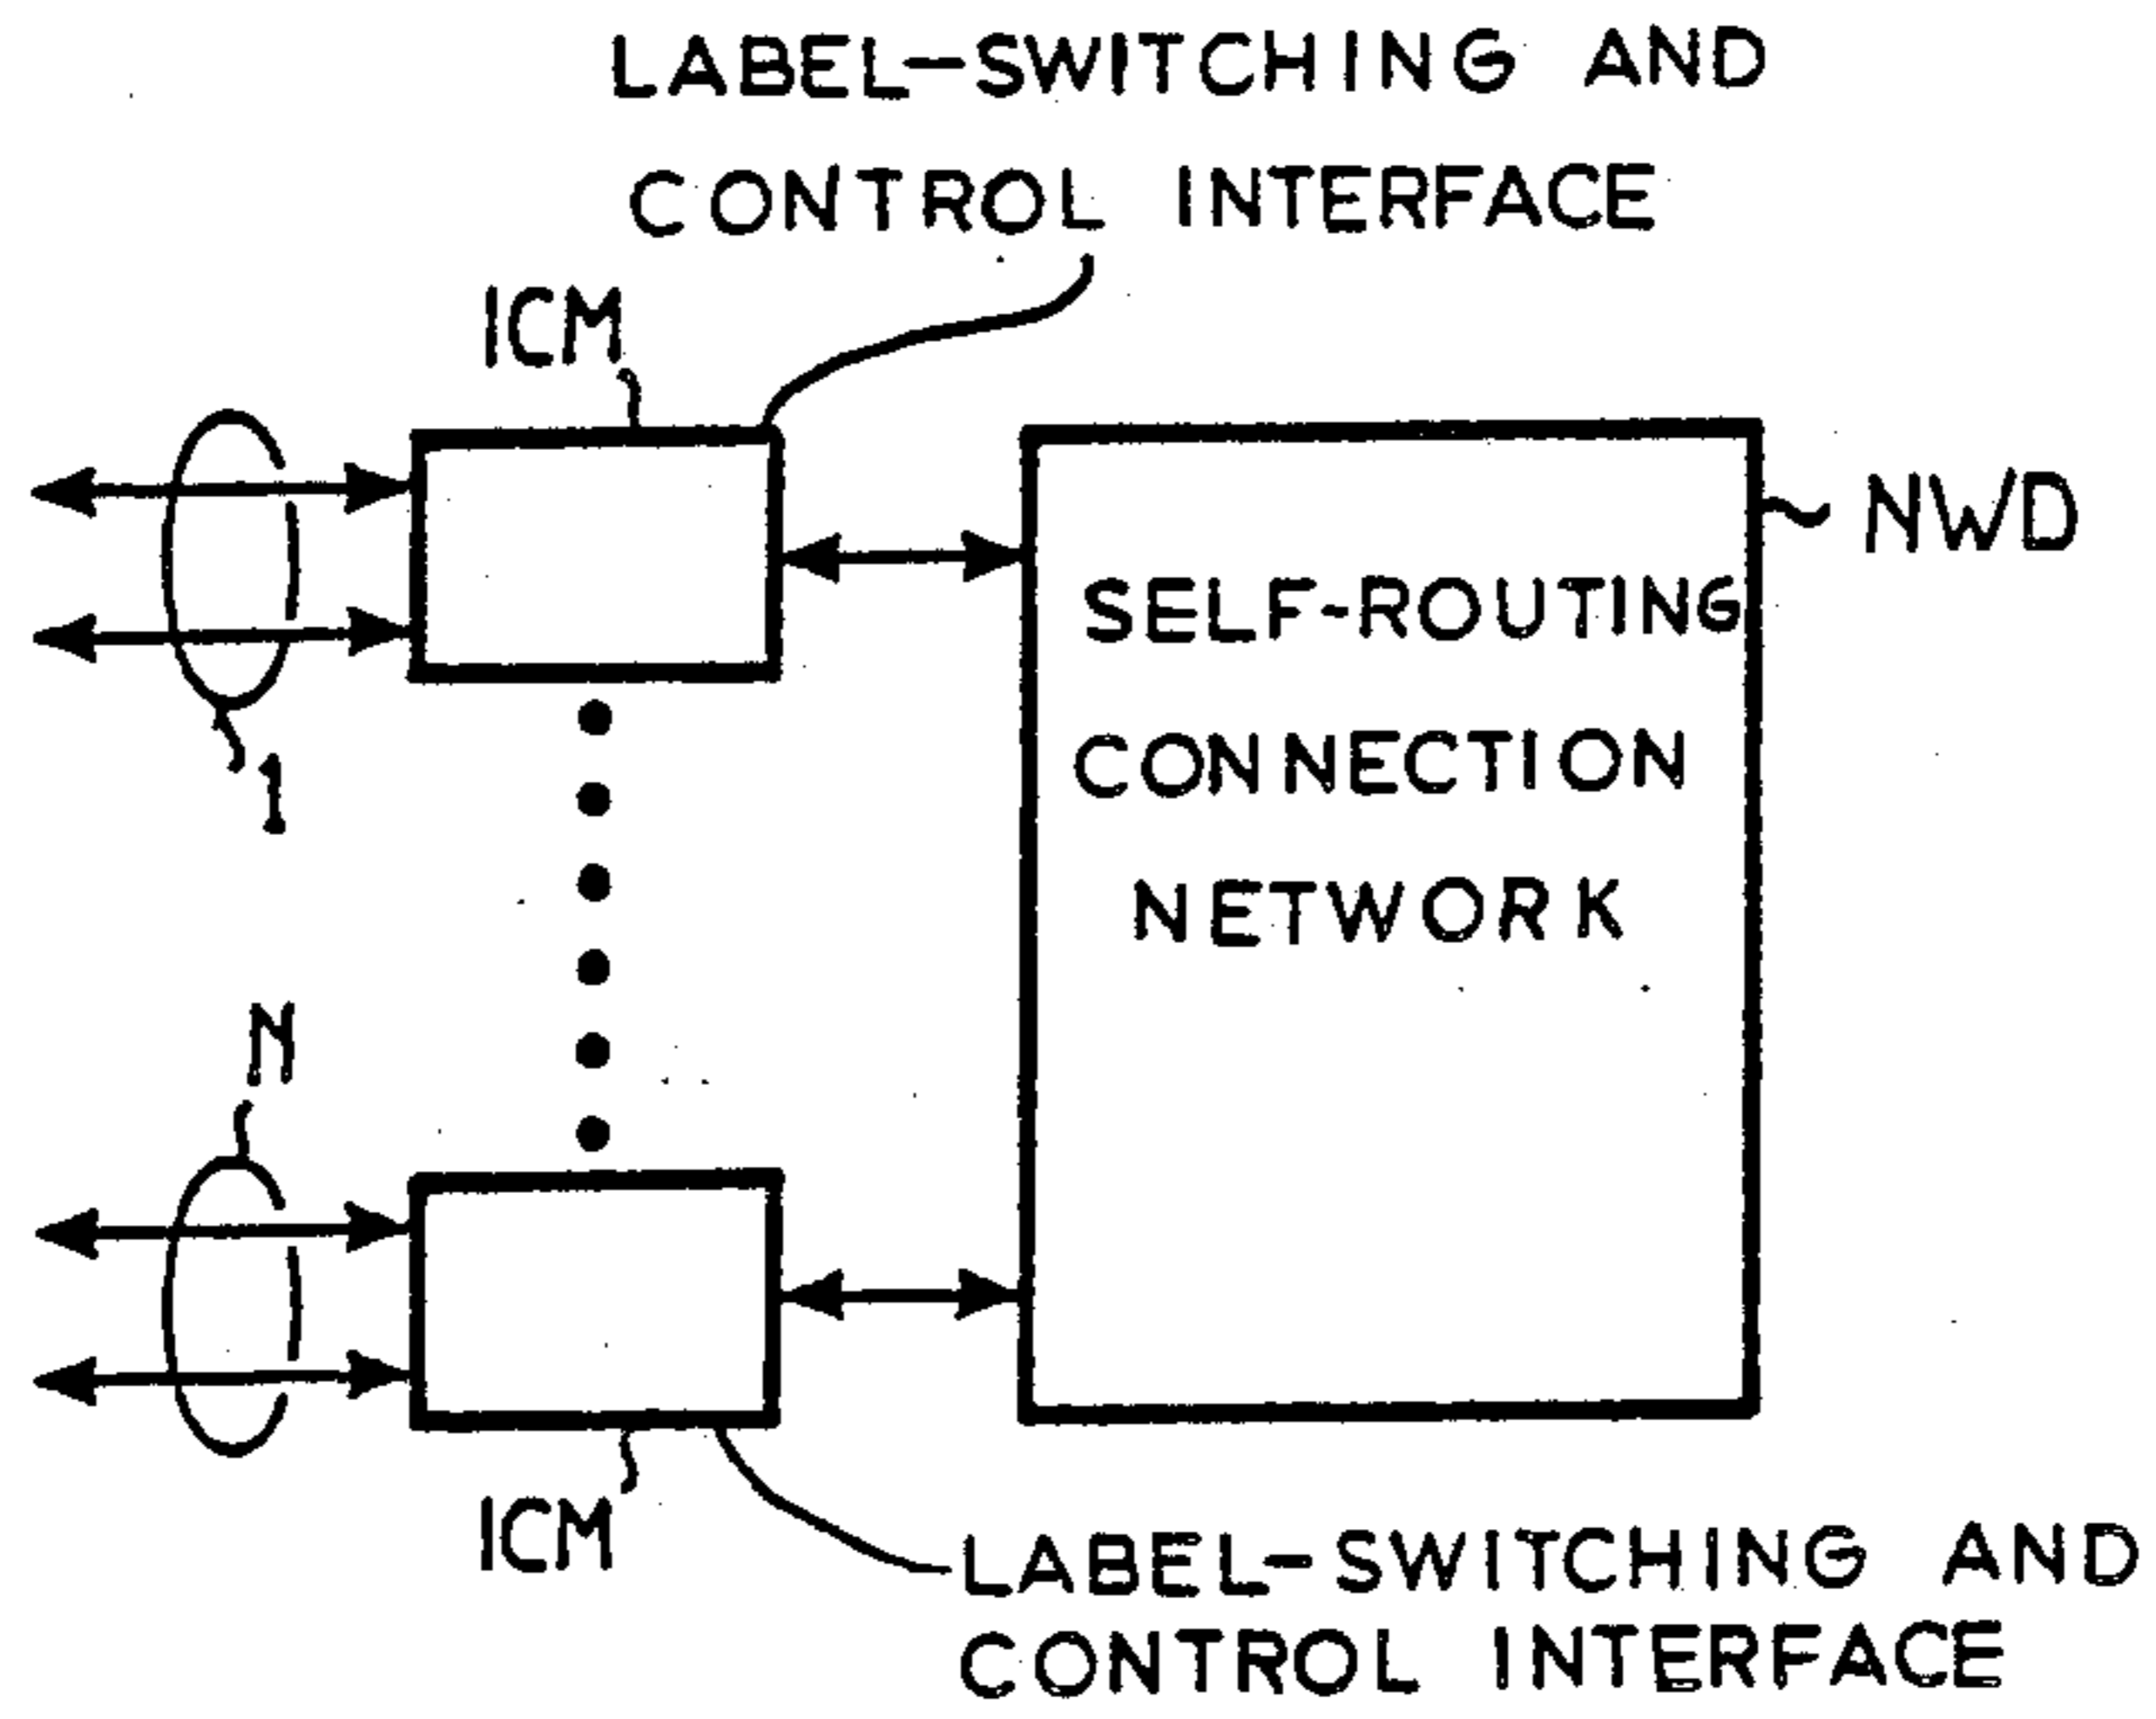 LABEL-SWITCHING AND
CONTROL INTERFACE
ICM
NWD
SELF-ROUTING
CONNECTION
NETWORK
1
N
ICM
LABEL-SWITCHING AND
CONTROL INTERFACE